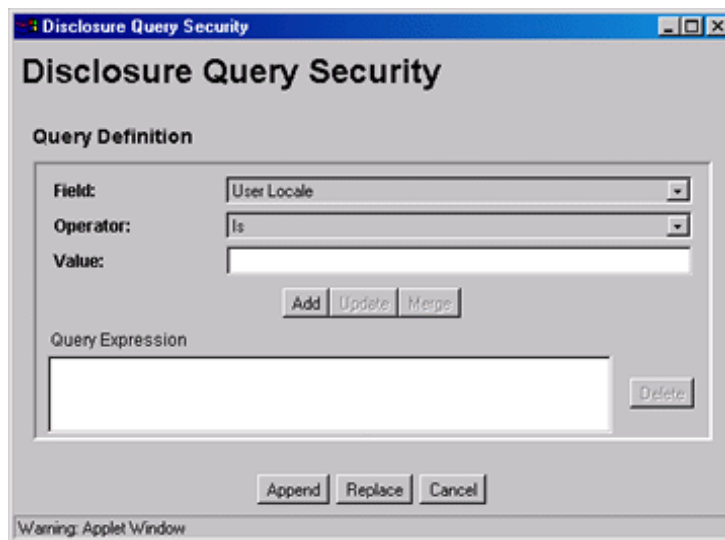 Disclosure Query Security
Disclosure Query Security
Query Definition
Field: User Locale
Operator: Is
Value:
Add Update Merge
Query Expression
Delete
Append Replace Cancel
Warning: Applet Window